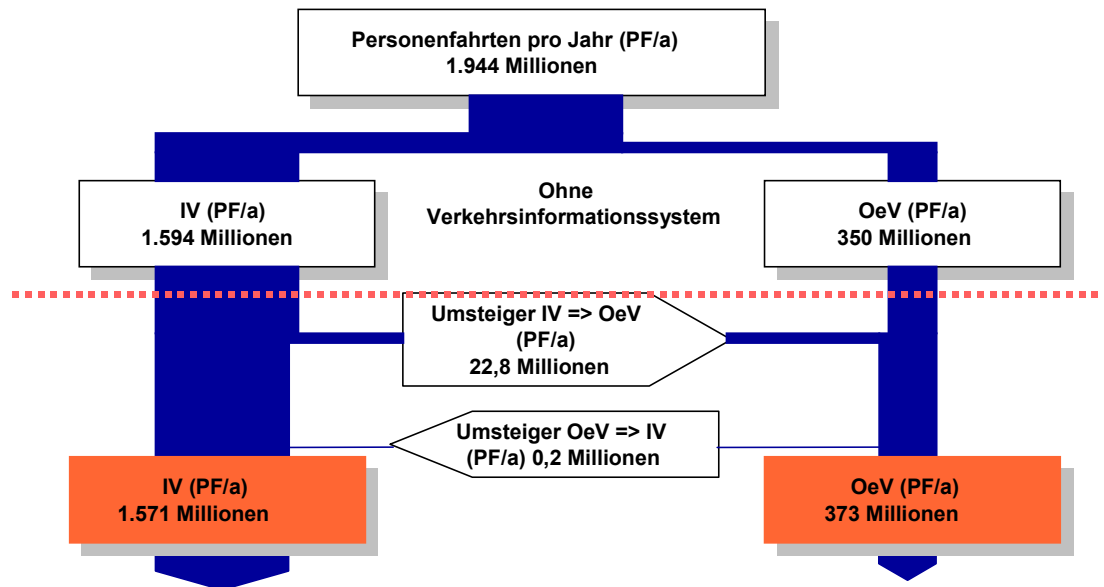 Personenfahrten pro Jahr (PF/a)
1.944 Millionen
IV (PF/a)
1.594 Millionen
Ohne
Verkehrsinformationssystem
OeV (PF/a)
350 Millionen
Umsteiger IV => OeV
(PF/a)
22,8 Millionen
Umsteiger OeV => IV
(PF/a) 0,2 Millionen
IV (PF/a)
1.571 Millionen
OeV (PF/a)
373 Millionen